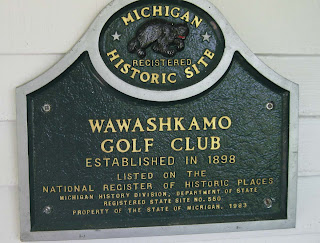 MICHIGAN
REGISTERED
HISTORIC SITE
WAWASHKAMO
GOLF CLUB
ESTABLISHED IN 1898
LISTED ON THE
NATIONAL REGISTER OF HISTORIC PLACES
MICHIGAN HISTORY DIVISION, DEPARTMENT OF STATE
REGISTERED STATE SITE NO. 550
PROPERTY OF THE STATE OF MICHIGAN, 1983